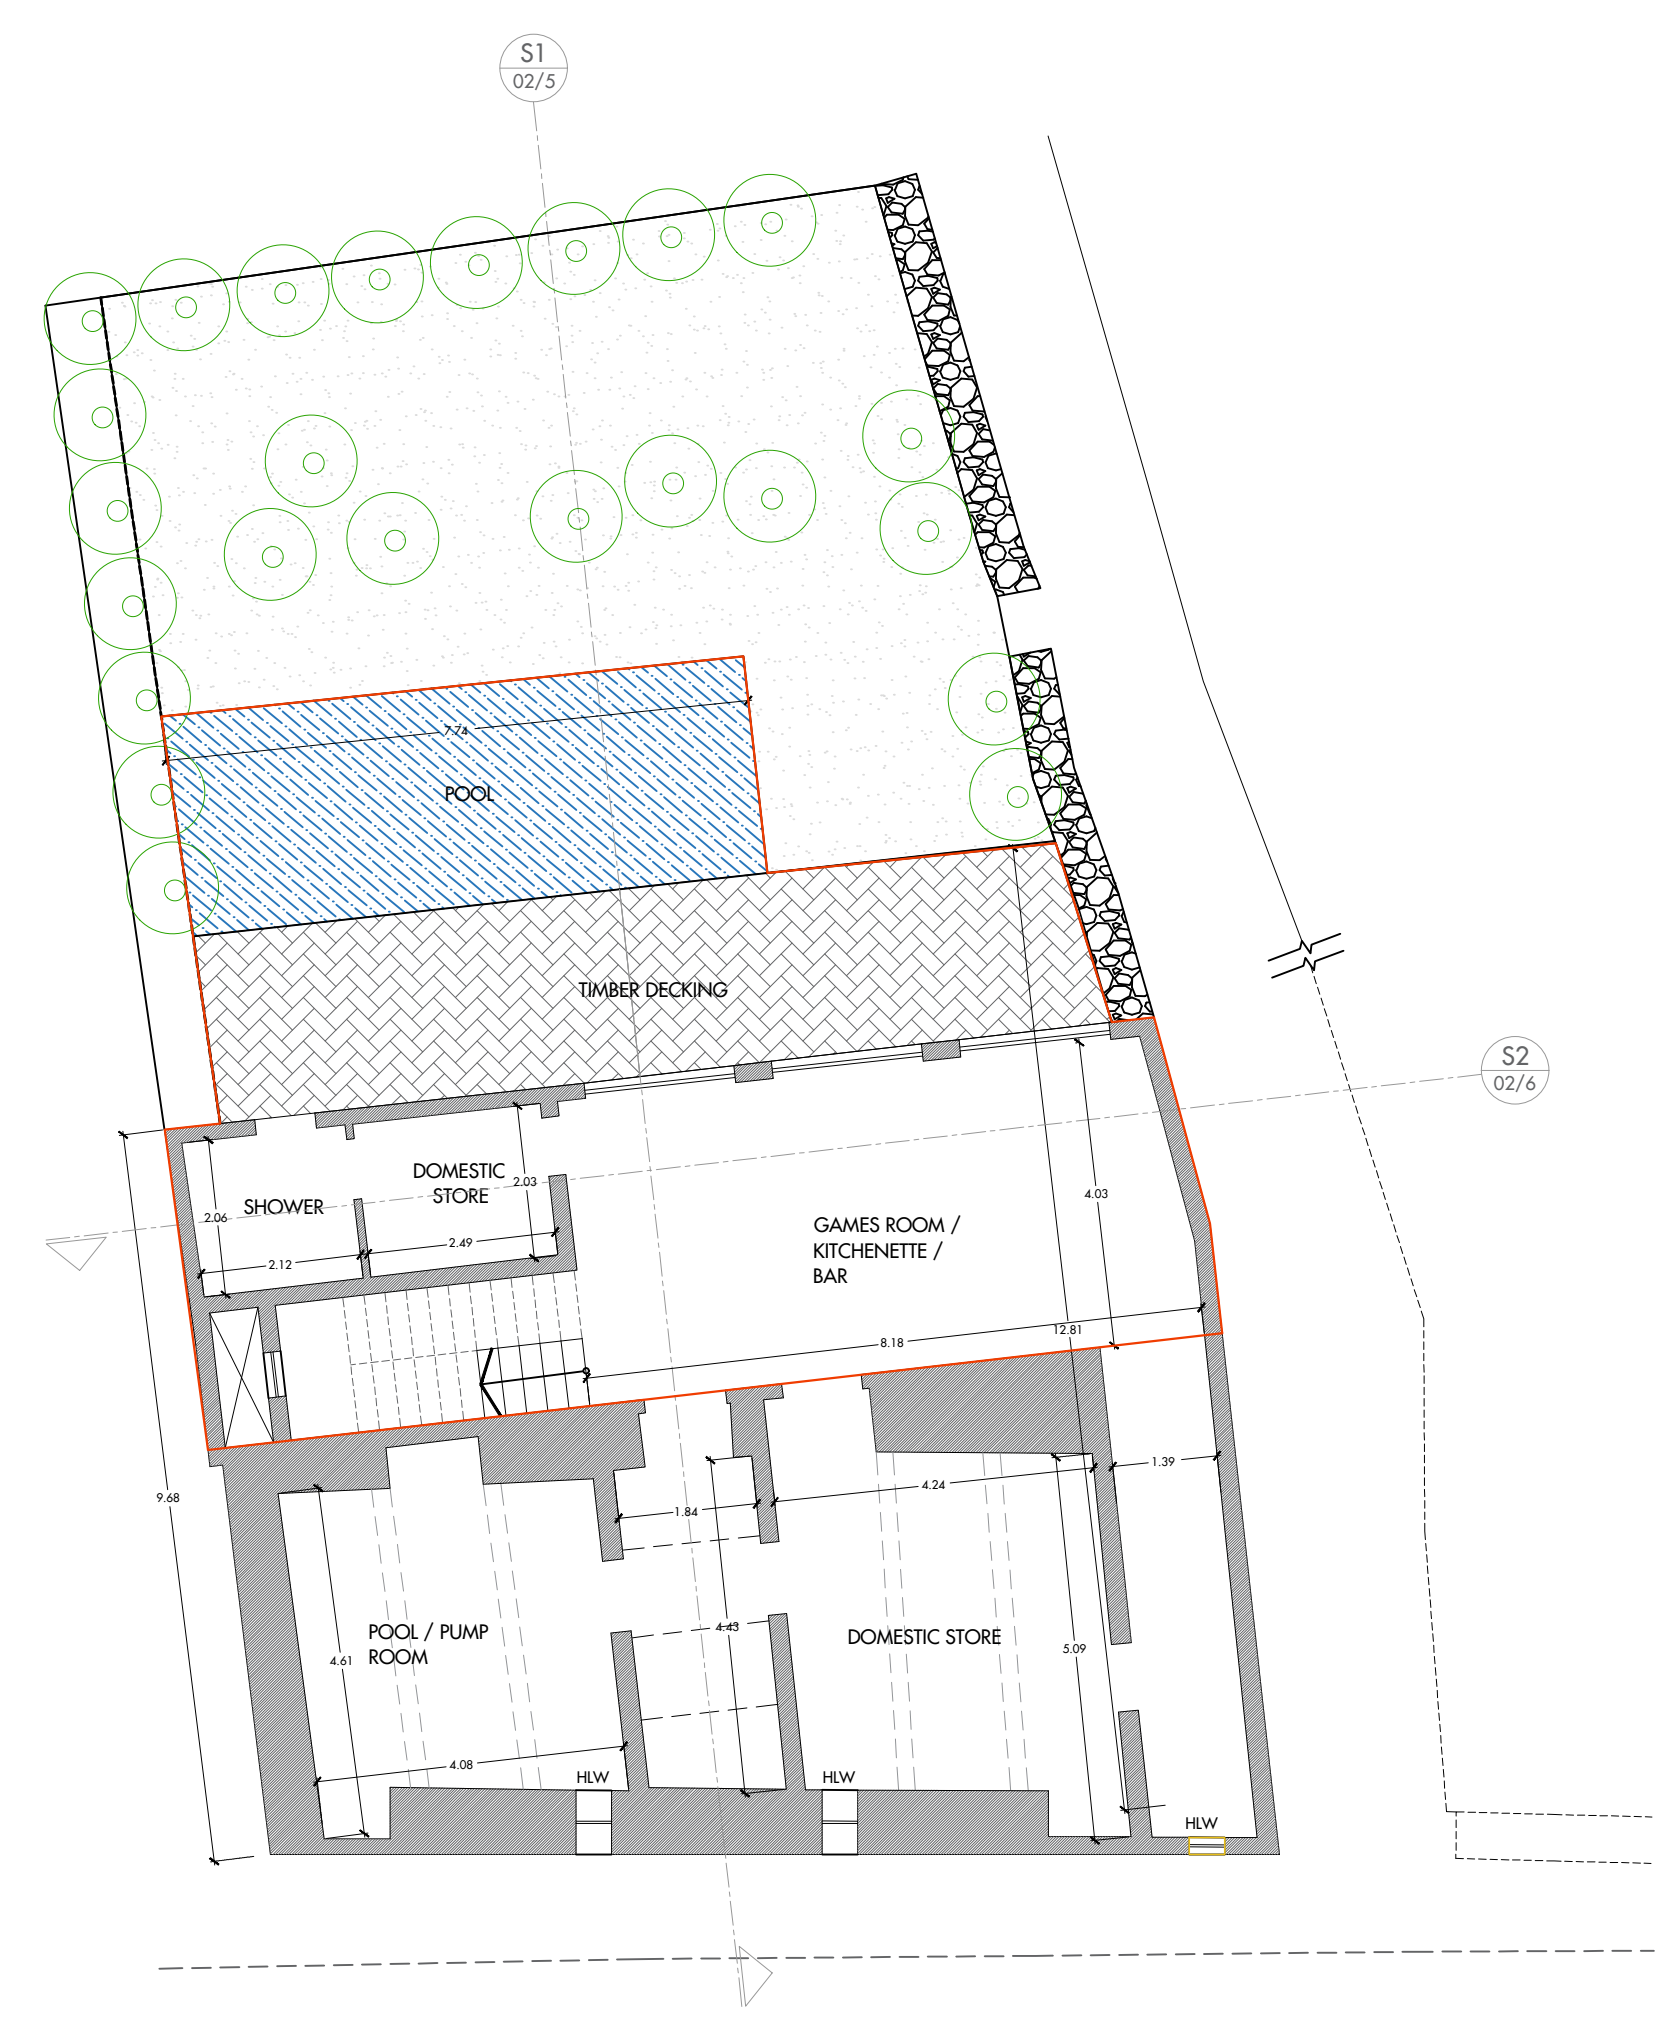 S1
02/5
7.74
POOL
TIMBER DECKING
S2
02/6
DOMESTIC
STORE
2.03
4.03
SHOWER
2.06
GAMES ROOM /
KITCHENETTE /
BAR
2.49
2.12
12.81
8.18
1.39
4.24
9.68
1.84
POOL / PUMP
ROOM
4.43
DOMESTIC STORE
5.09
4.61
4.08
HLW
HLW
HLW